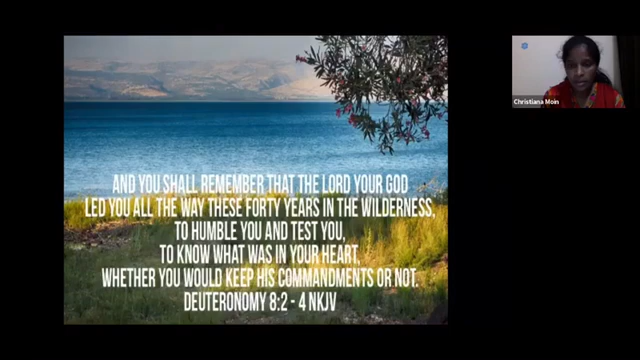 AND YOU SHALL REMEMBER THAT THE LORD YOUR GOD
LED YOU ALL THE WAY THESE FORTY YEARS IN THE WILDERNESS,
TO HUMBLE YOU AND TEST YOU,
TO KNOW WHAT WAS IN YOUR HEART,
WHETHER YOU WOULD KEEP HIS COMMANDMENTS OR NOT.
DEUTERONOMY 8:2 - 4 NKJV
Christiana Moin